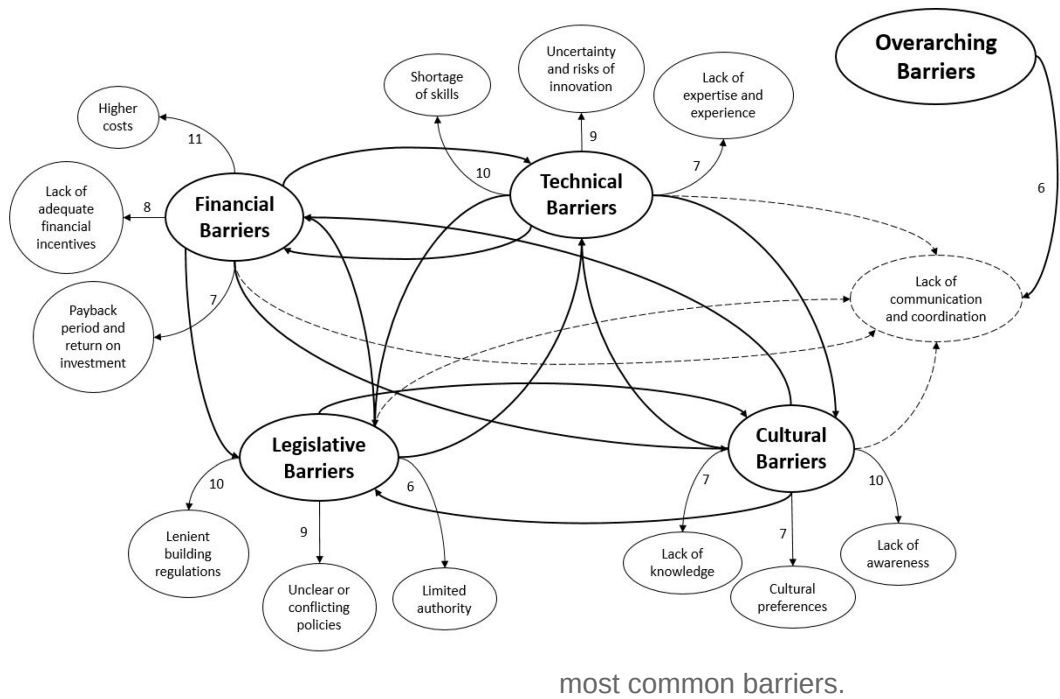 Overarching
Barriers
6
Uncertainty
and risks of
innovation
9
Shortage
of skills
10
Lack of
expertise and
experience
7
Technical
Barriers
Higher
costs
11
Lack of
adequate
financial
incentives
8
Financial
Barriers
Payback
period and
return on
investment
7
Lack of
communication
and coordination
Legislative
Barriers
10
Lenient
building
regulations
9
Unclear or
conflicting
policies
6
Limited
authority
Cultural
Barriers
7
Lack of
knowledge
7
Cultural
preferences
10
Lack of
awareness
most common barriers.